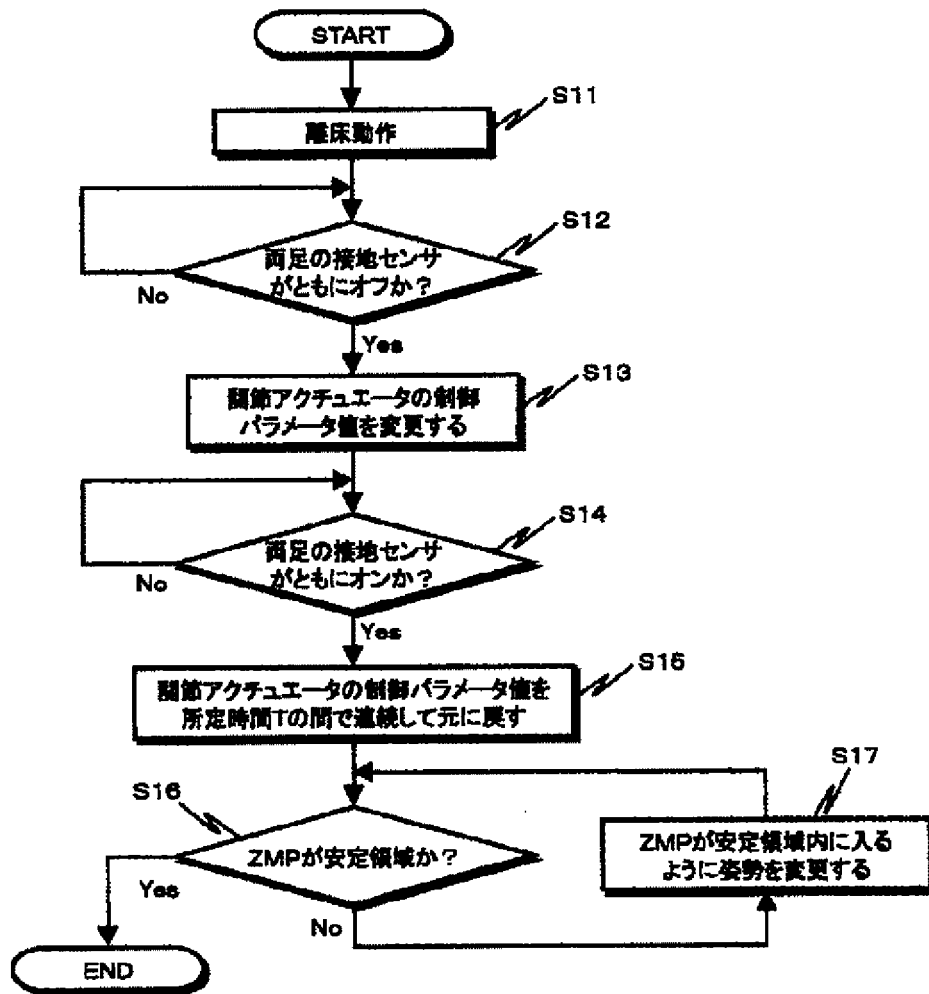 START
S11
離床動作
S12
両足の接地センサ
がともにオフか？
No
Yes
S13
関節アクチュエータの制御
パラメータ値を変更する
S14
両足の接地センサ
がともにオンか？
No
Yes
S15
関節アクチュエータの制御パラメータ値を
所定時間Tの間で連続して元に戻す
S16
S17
ZMPが安定領域か？
ZMPが安定領域内に入る
ように姿勢を変更する
Yes
No
END